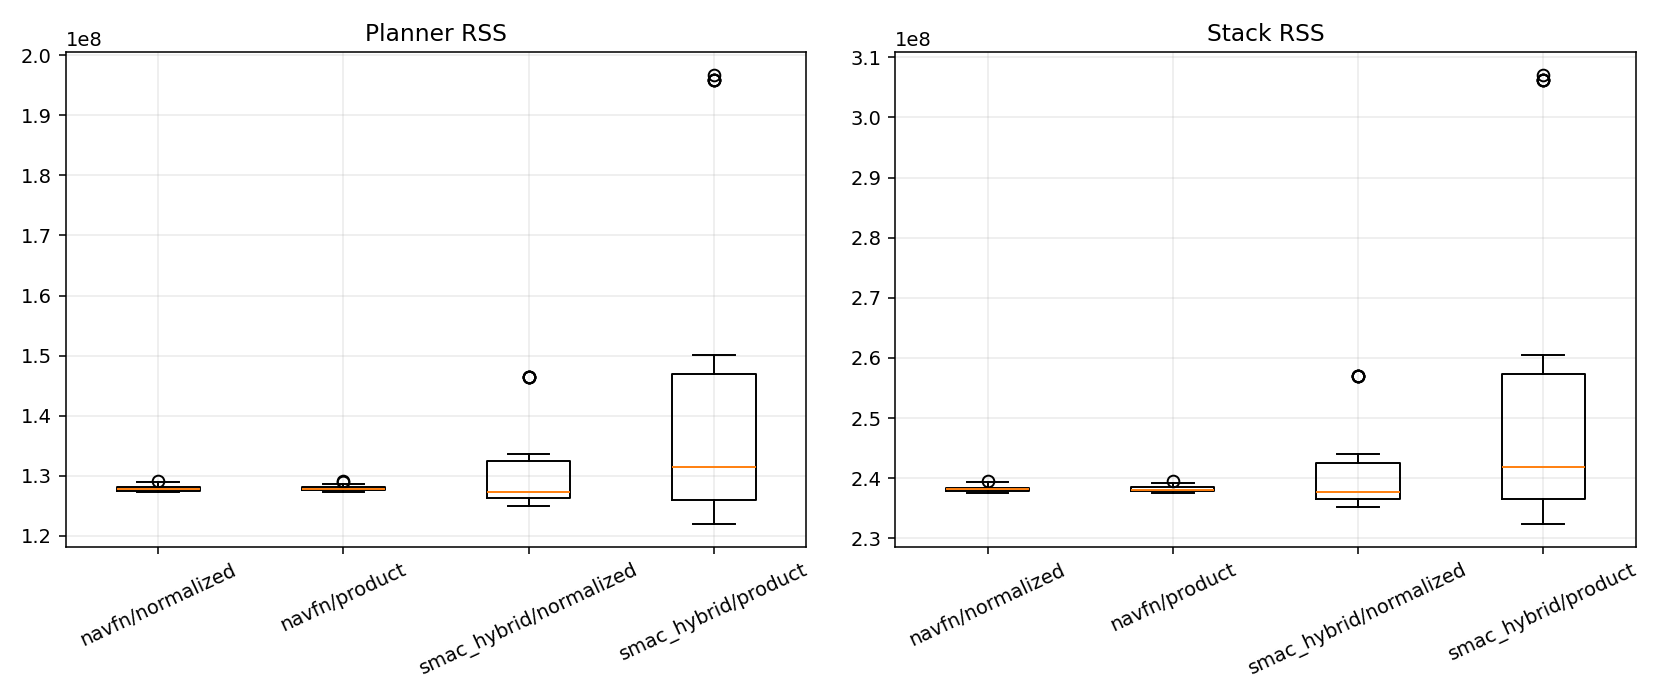 Planner RSS
1e8
2.0
1.9
1.8
1.7
1.6
1.5
1.4
1.3
1.2
navfn/normalized
navfn/product
smac_hybrid/normalized
smac_hybrid/product
Stack RSS
1e8
3.1
3.0
2.9
2.8
2.7
2.6
2.5
2.4
2.3
navfn/normalized
navfn/product
smac_hybrid/normalized
smac_hybrid/product